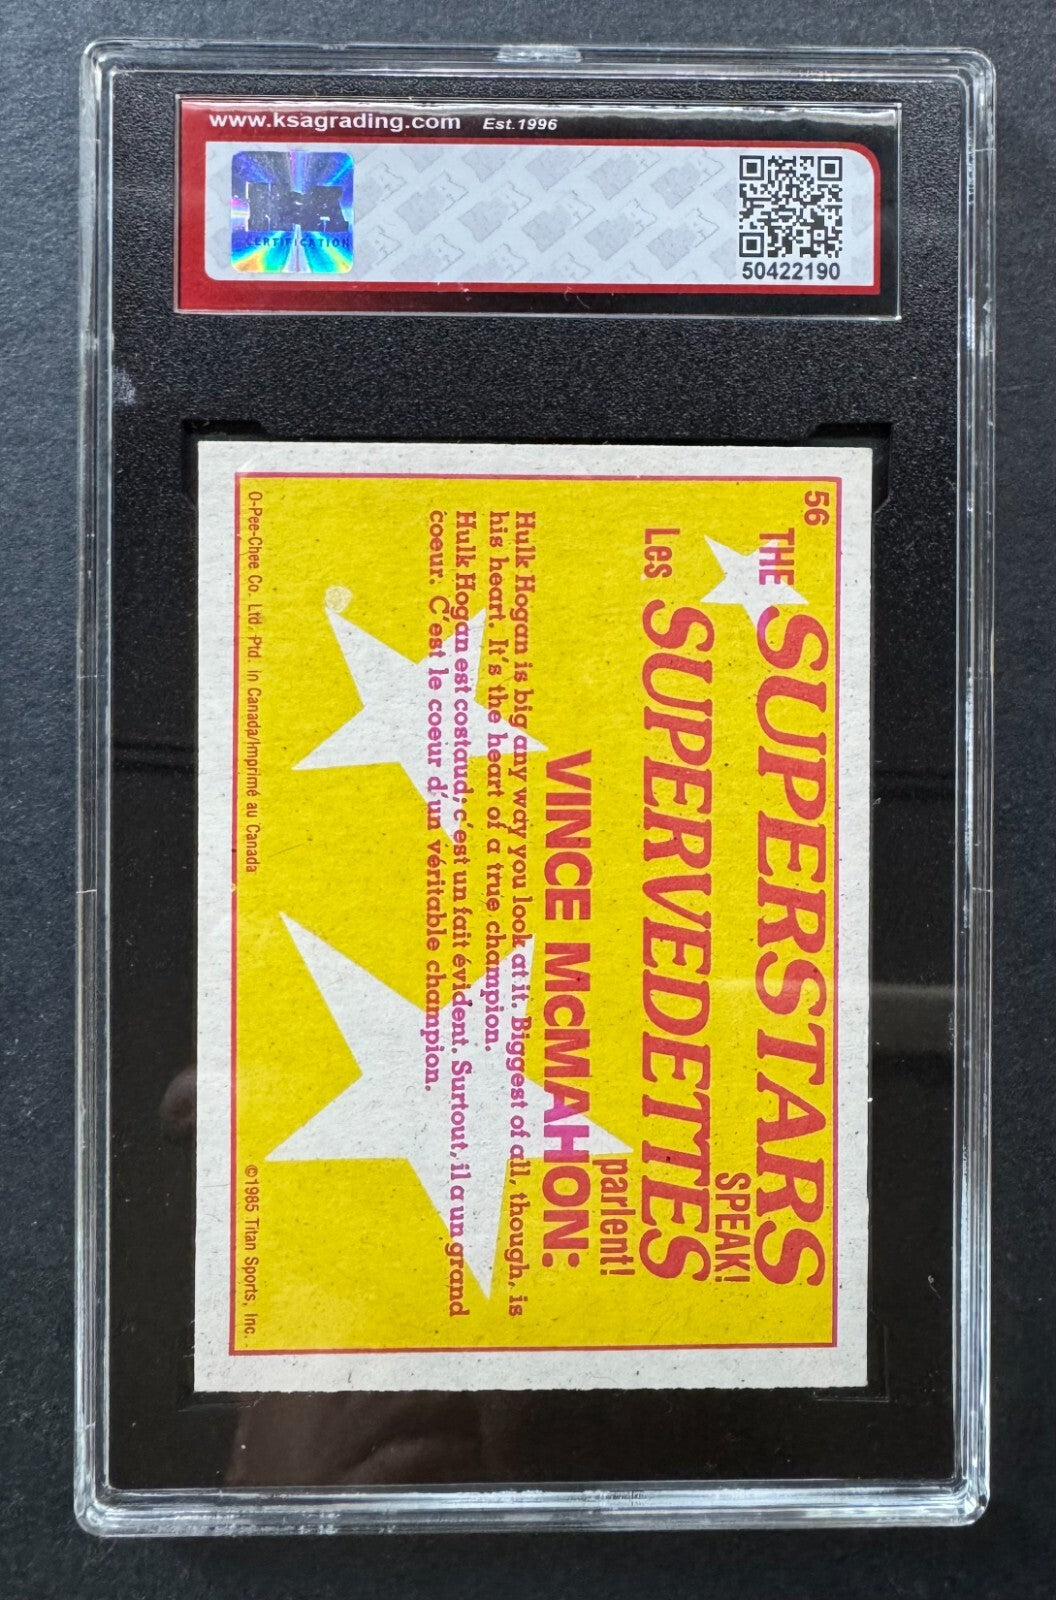 www.ksagrading.com Est.1996
CERTIFICATION
50422190
56
THE SUPERSTARS
SPEAK!
Les SUPERVEDETTES
parlent!
VINCE McMAHON:
Hulk Hogan is big any way you look at it. Biggest of all, though, is
his heart. It's the heart of a true champion.
Hulk Hogan est costaud; c'est un fait évident. Surtout, il a un grand
coeur. C'est le coeur d'un véritable champion.
O-Pee-Chee Co. Ltd. Ptd. in Canada/Imprimé au Canada
©1985 Titan Sports, Inc.